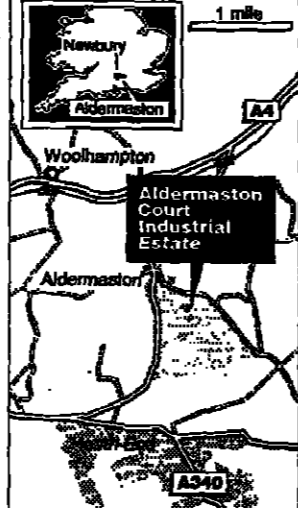 1 mile
Newbury
Aldermaston
A4
Woolhampton
Aldermaston
Court
Industrial
Estate
Aldermaston
A340